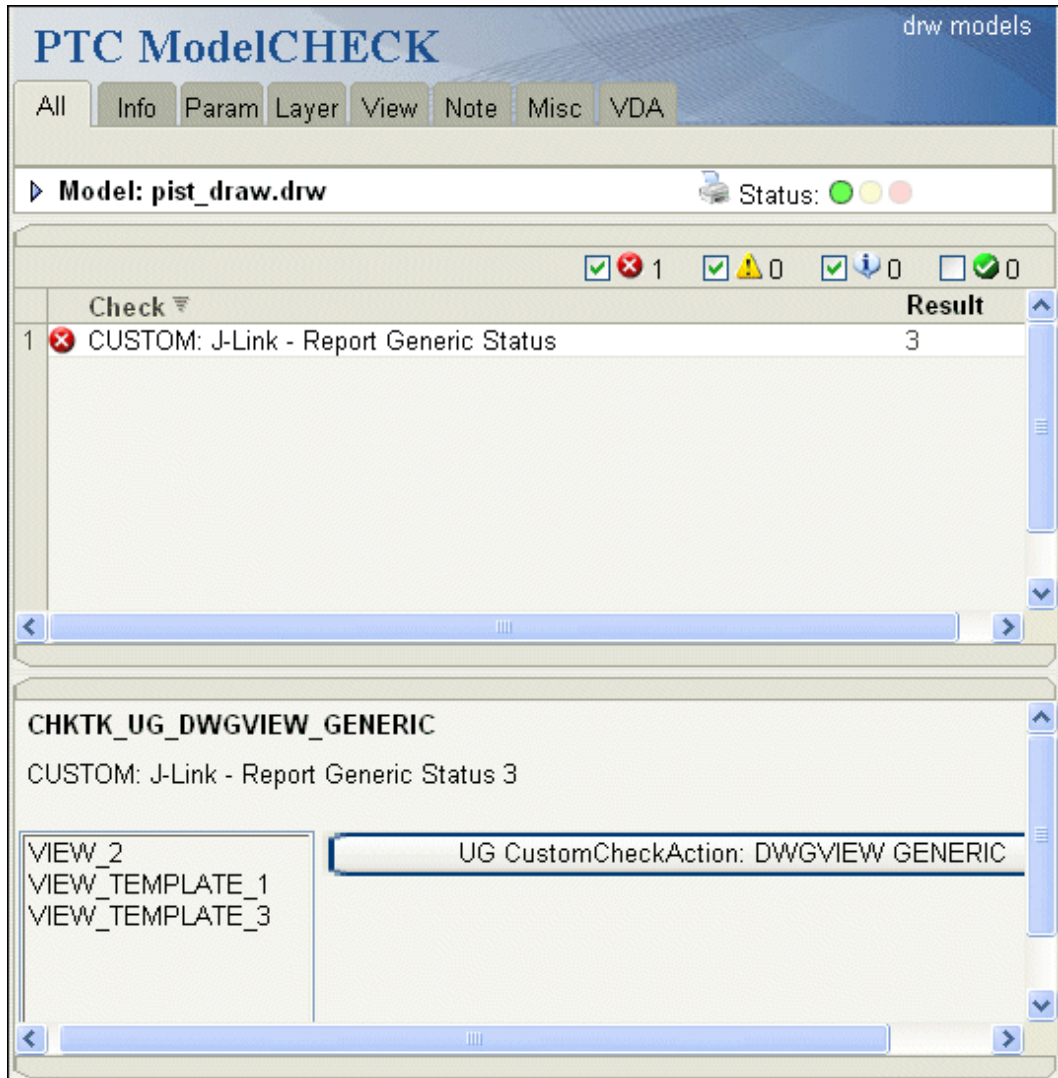 drw models
PTC ModelCHECK
All Info Param Layer View Note Misc VDA
Model: pist_draw.drw Status:
1 0 0 0
Check Result
1 CUSTOM: J-Link - Report Generic Status 3
CHKTK_UG_DWGVIEW_GENERIC
CUSTOM: J-Link - Report Generic Status 3
VIEW_2 UG CustomCheckAction: DWGVIEW GENERIC
VIEW_TEMPLATE_1
VIEW_TEMPLATE_3